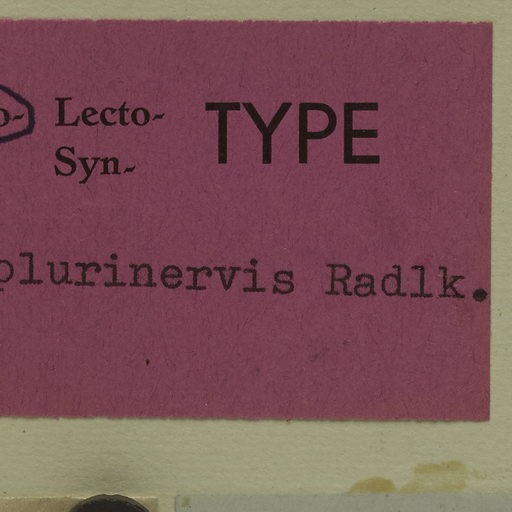 o- Lecto- TYPE
Syn-
plurinervis Radlk.